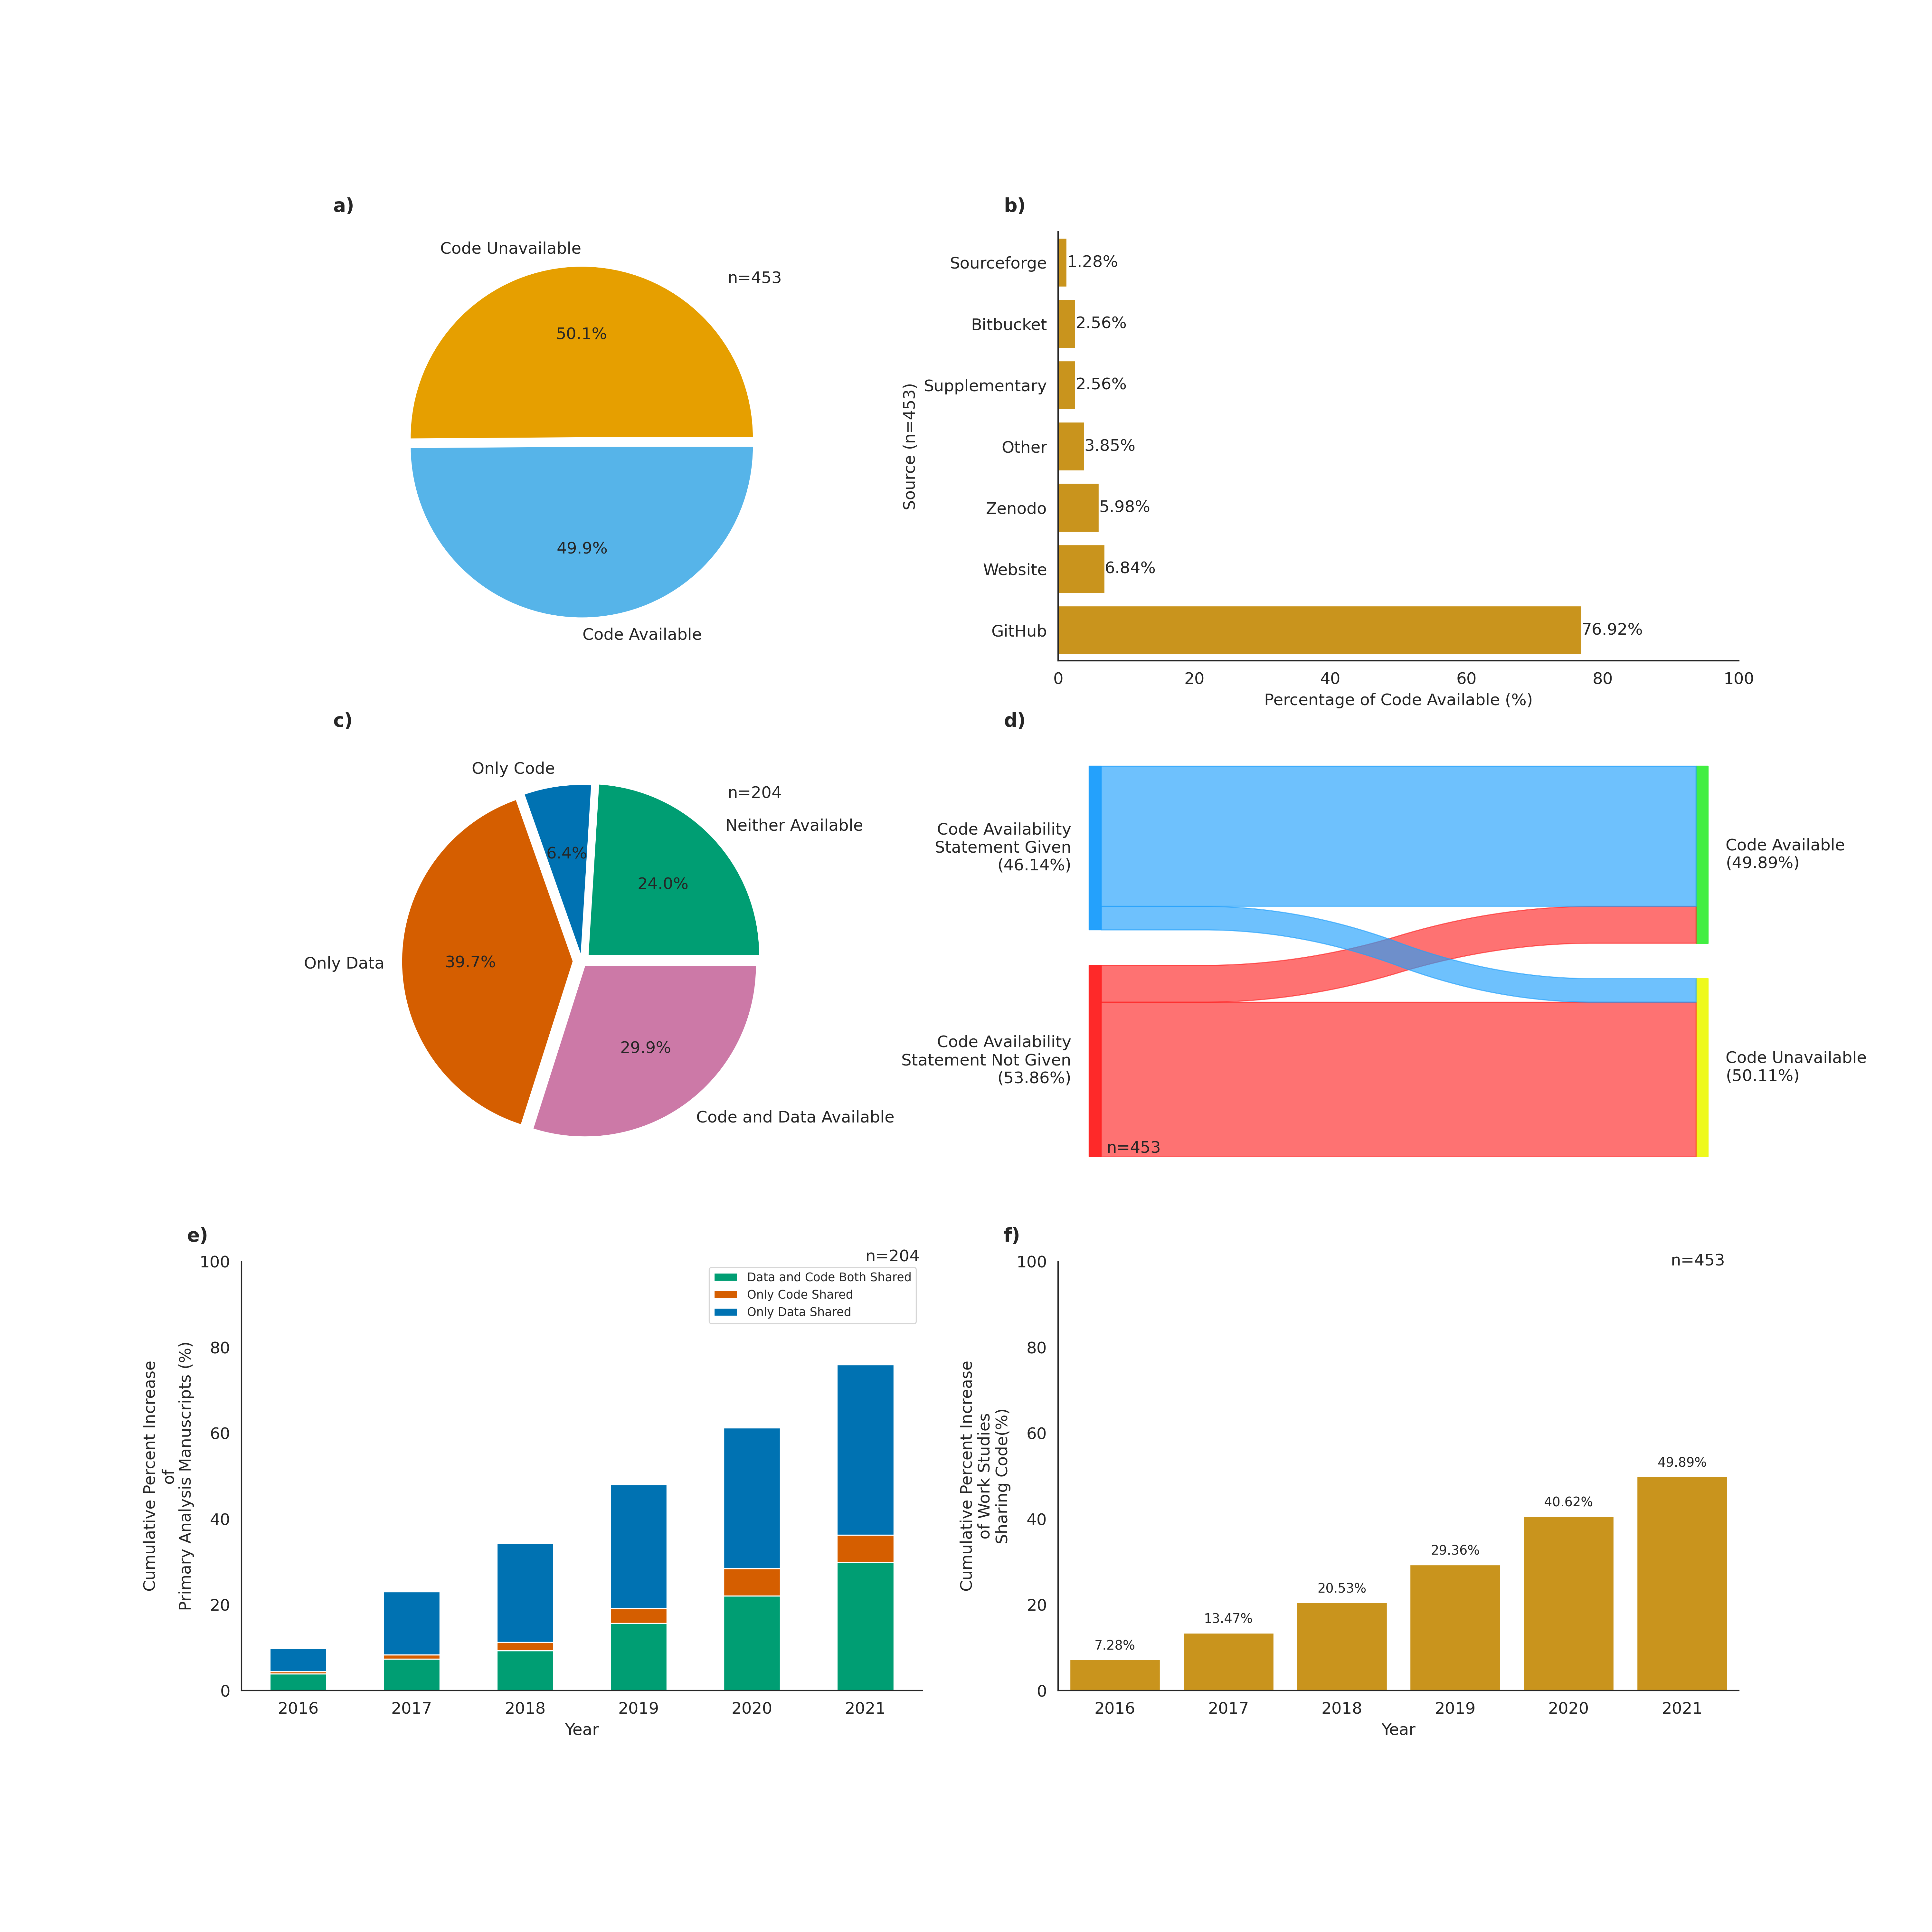 a)
Code Unavailable
n=453
50.1%
49.9%
Code Available
b)
Source (n=453)
Sourceforge
1.28%
Bitbucket
2.56%
Supplementary
2.56%
Other
3.85%
Zenodo
5.98%
Website
6.84%
GitHub
76.92%
0 20 40 60 80 100
Percentage of Code Available (%)
c)
Only Code
n=204
Neither Available
6.4%
24.0%
Only Data
39.7%
29.9%
Code and Data Available
d)
Code Availability
Statement Given
(46.14%)
Code Available
(49.89%)
Code Availability
Statement Not Given
(53.86%)
Code Unavailable
(50.11%)
n=453
e)
n=204
Data and Code Both Shared
Only Code Shared
Only Data Shared
Cumulative Percent Increase
of
Primary Analysis Manuscripts (%)
100
80
60
40
20
0
2016 2017 2018 2019 2020 2021
Year
f)
n=453
Cumulative Percent Increase
of Work Studies
Sharing Code(%)
100
80
60
40
20
0
7.28%
13.47%
20.53%
29.36%
40.62%
49.89%
2016 2017 2018 2019 2020 2021
Year